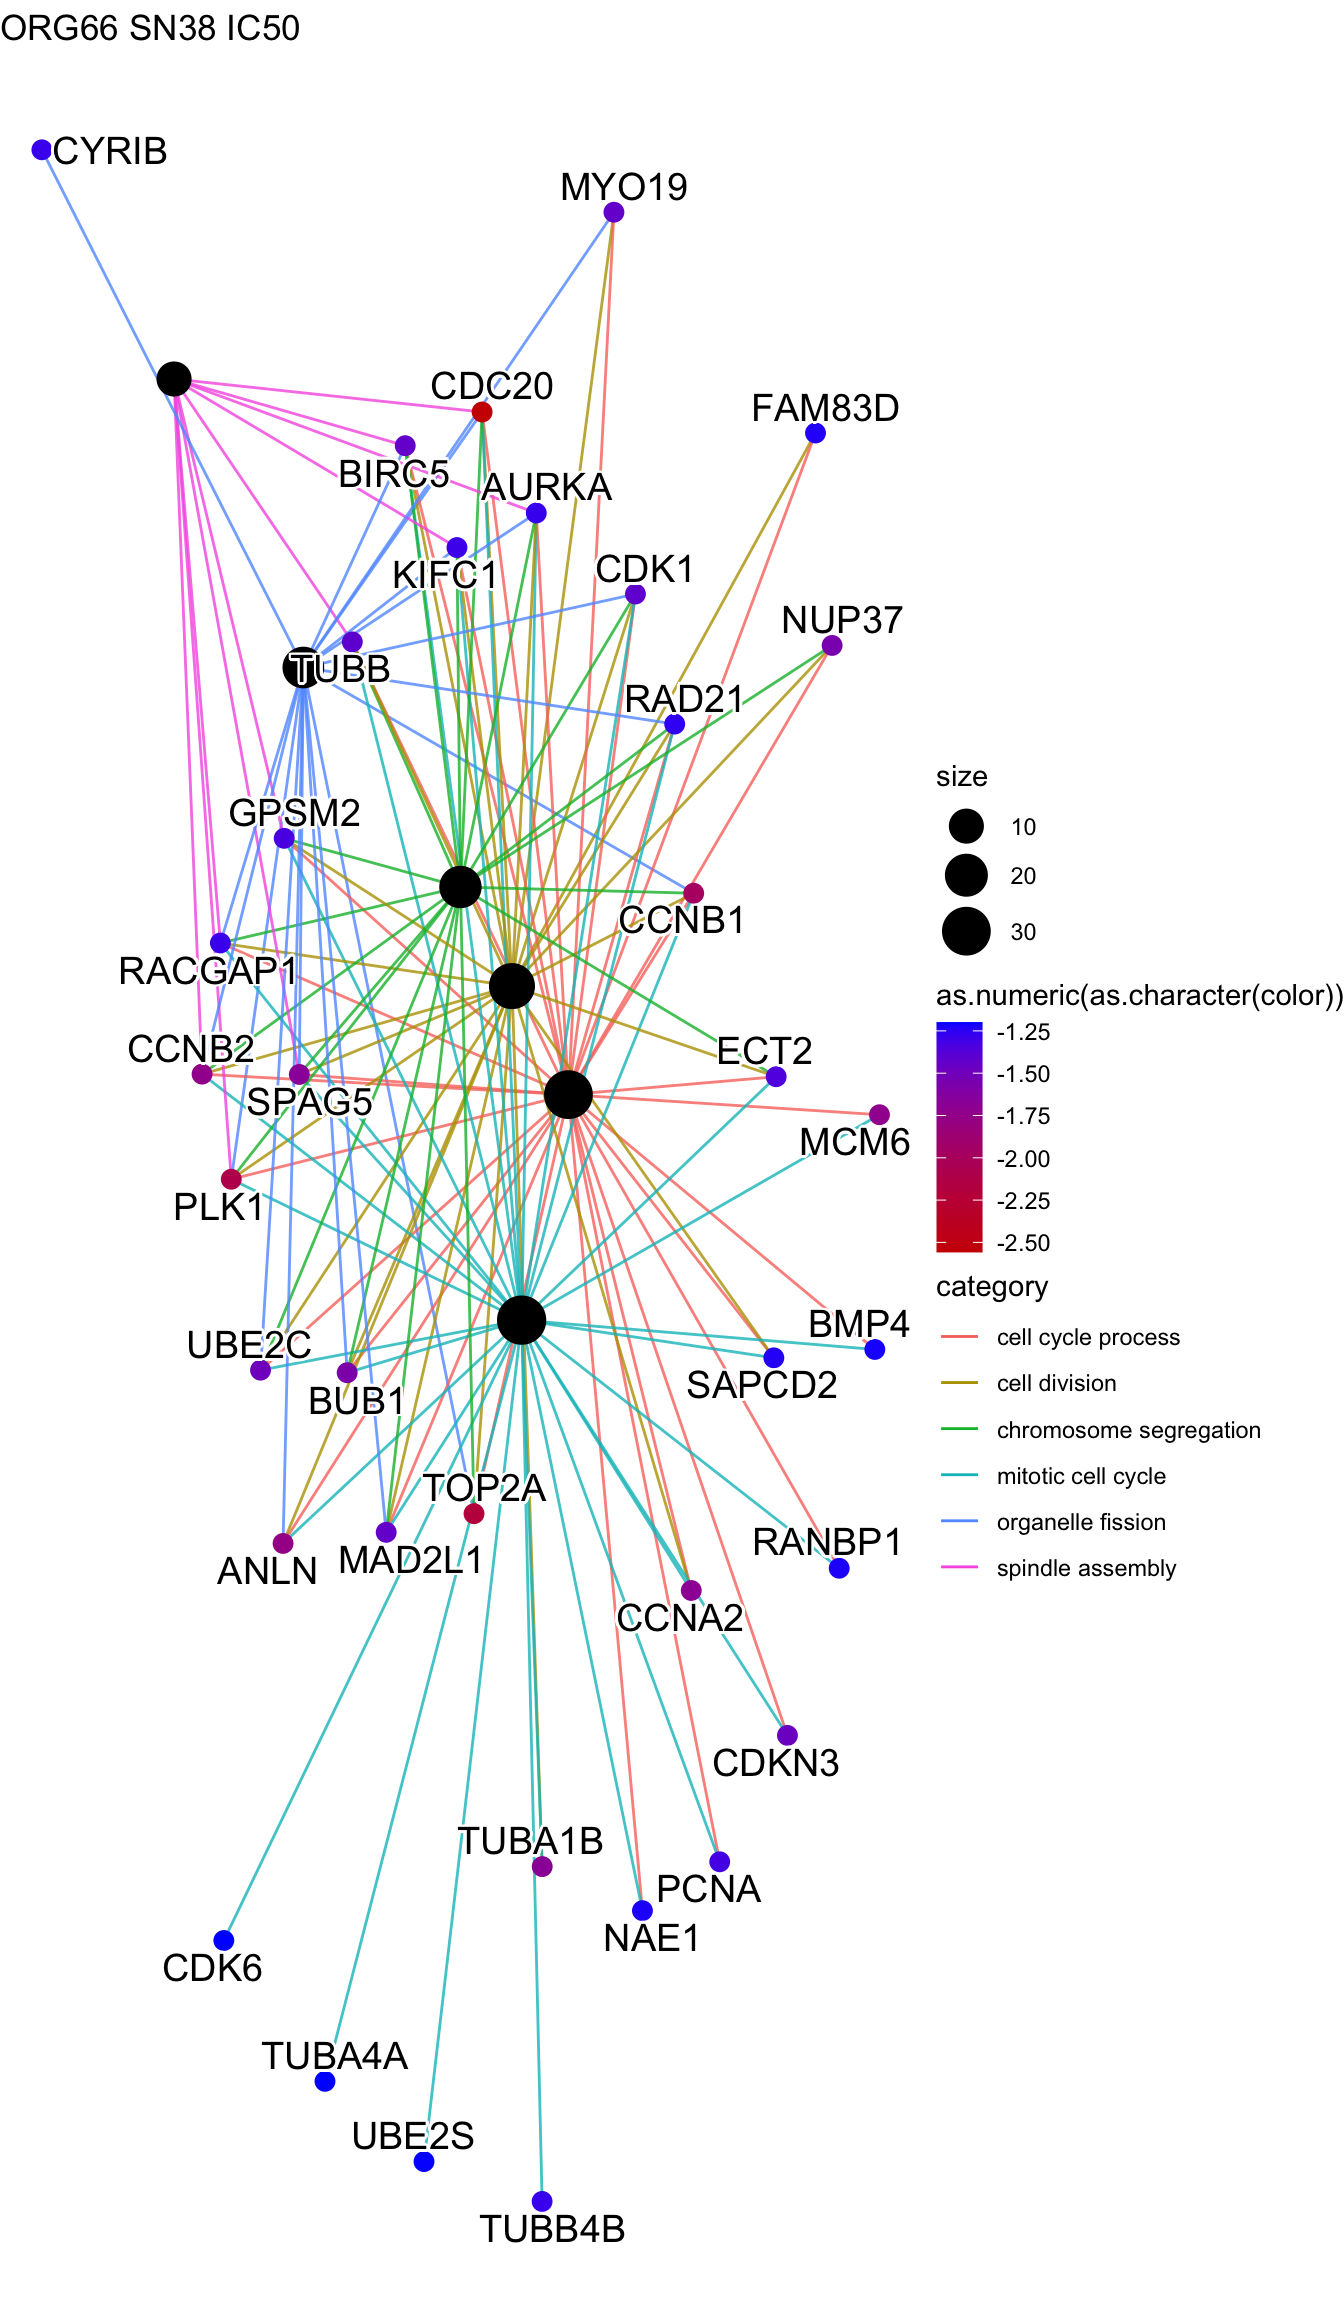 ORG66 SN38 IC50
CYRIB
MYO19
CDC20
FAM83D
BIRC5
AURKA
KIFC1
CDK1
NUP37
TUBB
RAD21
GPSM2
CCNB1
RACGAP1
CCNB2
ECT2
SPAG5
MCM6
PLK1
BMP4
UBE2C
SAPCD2
BUB1
TOP2A
RANBP1
MAD2L1
ANLN
CCNA2
CDKN3
TUBA1B
PCNA
NAE1
CDK6
TUBA4A
UBE2S
TUBB4B
size
10
20
30
as.numeric(as.character(color))
-1.25
-1.50
-1.75
-2.00
-2.25
-2.50
category
cell cycle process
cell division
chromosome segregation
mitotic cell cycle
organelle fission
spindle assembly